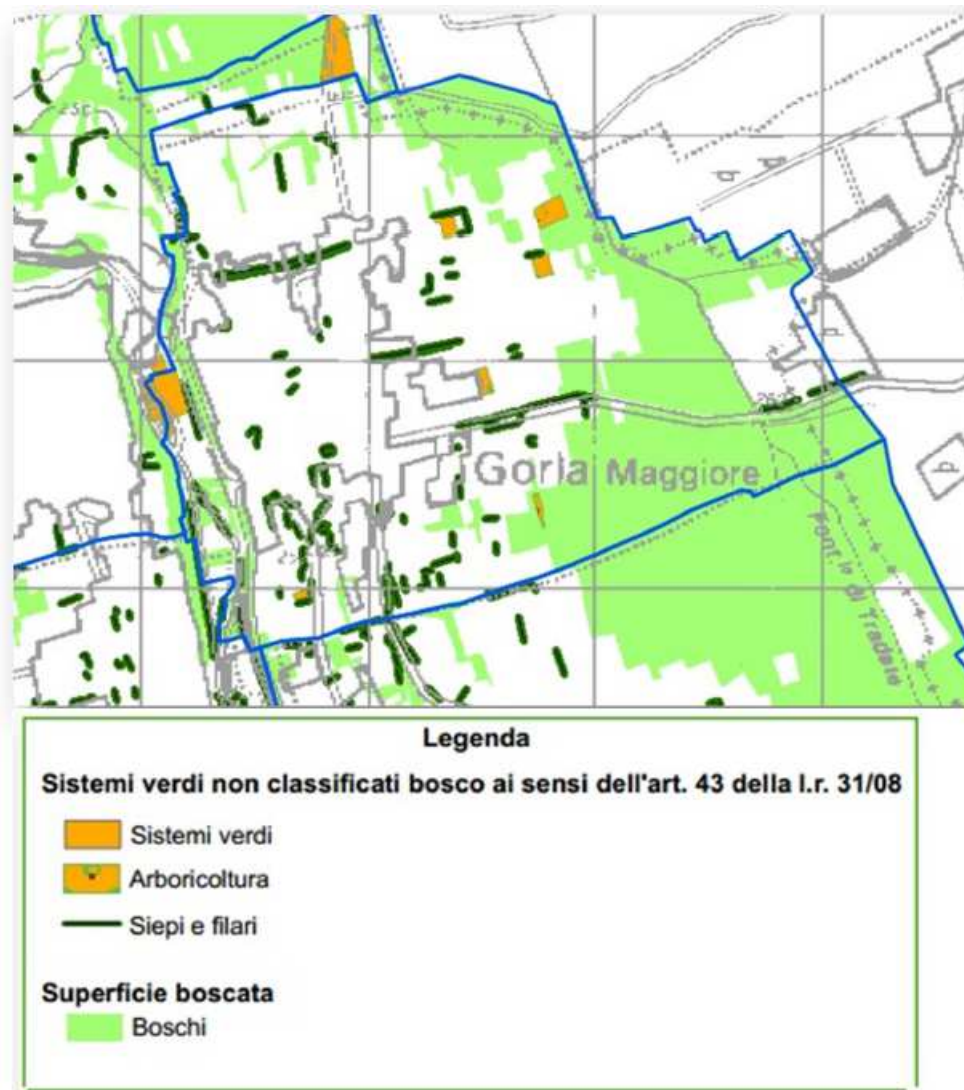 Gorla Maggiore
Font.le di Tradate
Legenda
Sistemi verdi non classificati bosco ai sensi dell'art. 43 della l.r. 31/08
Sistemi verdi
Arboricoltura
Siepi e filari
Superficie boscata
Boschi